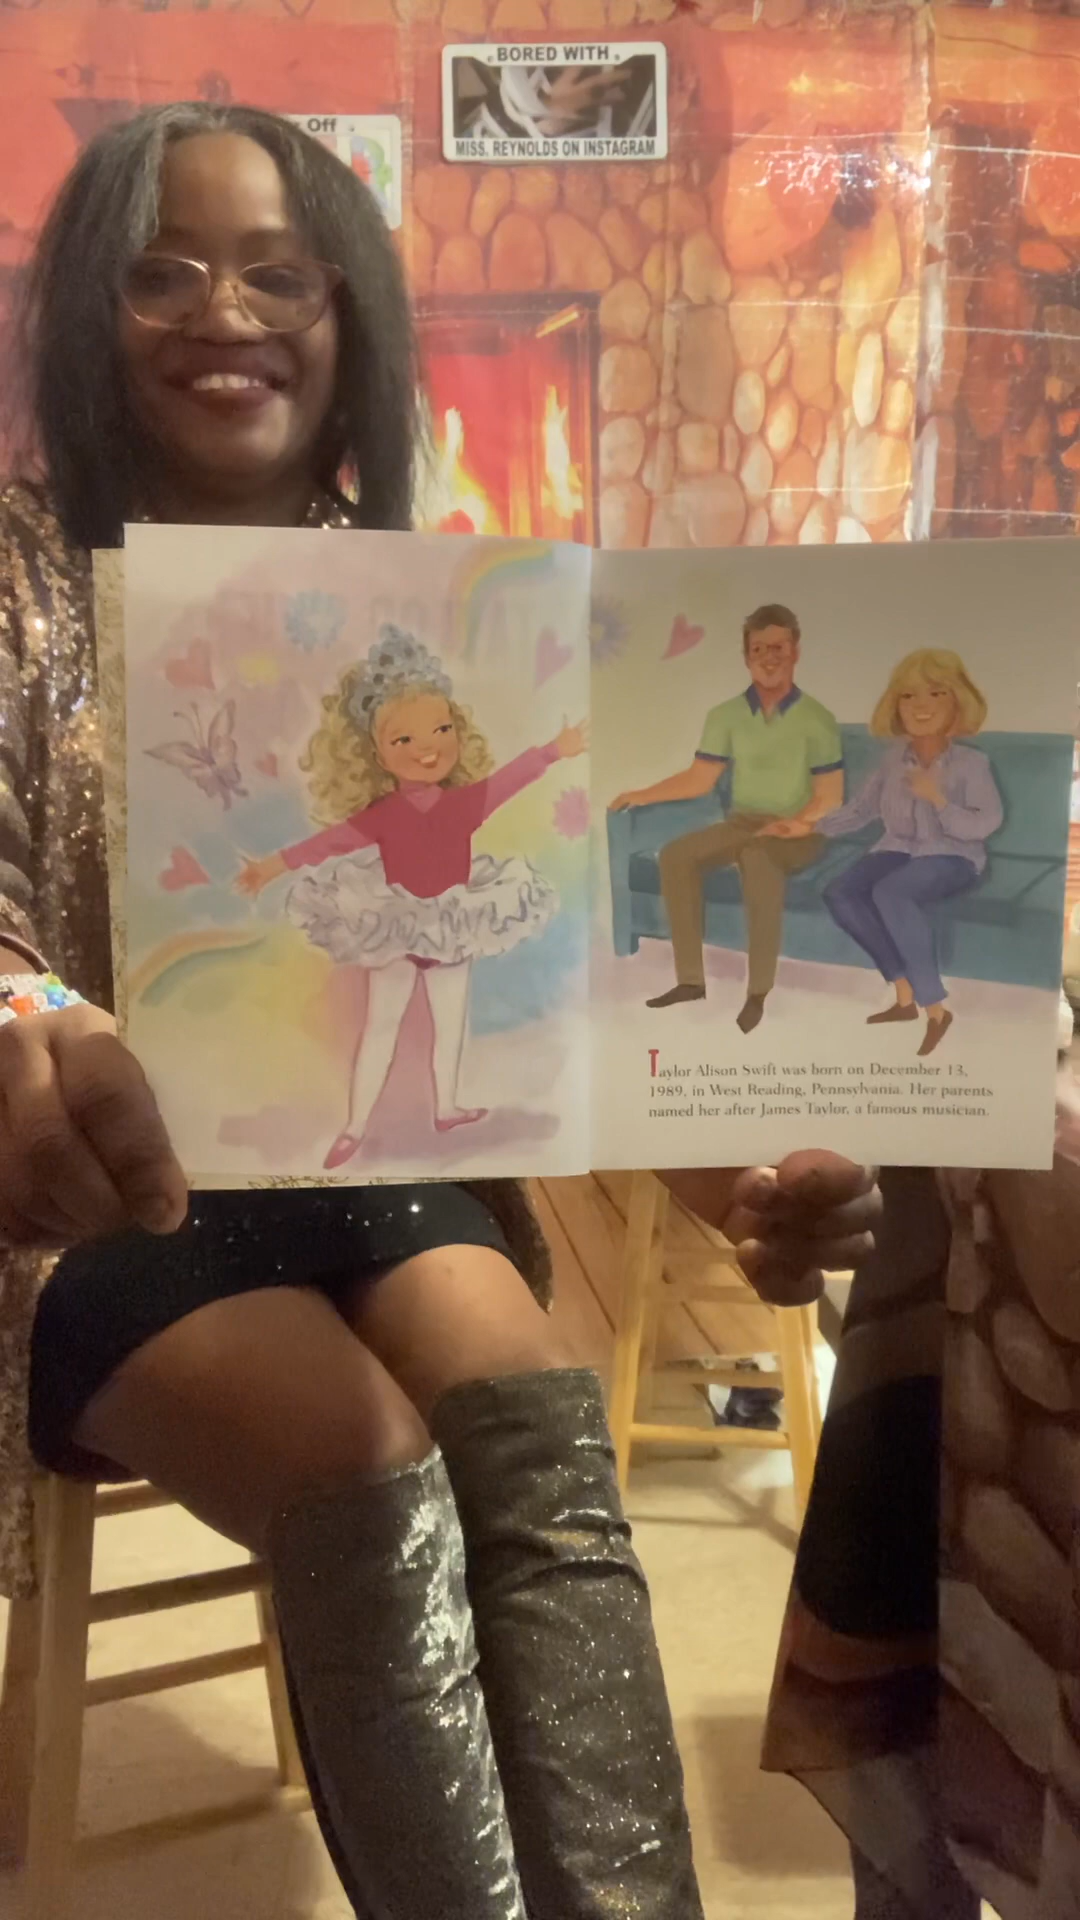 BORED WITH
Off
MISS. REYNOLDS ON INSTAGRAM
Taylor Alison Swift was born on December 13,
1989, in West Reading, Pennsylvania. Her parents
named her after James Taylor, a famous musician.